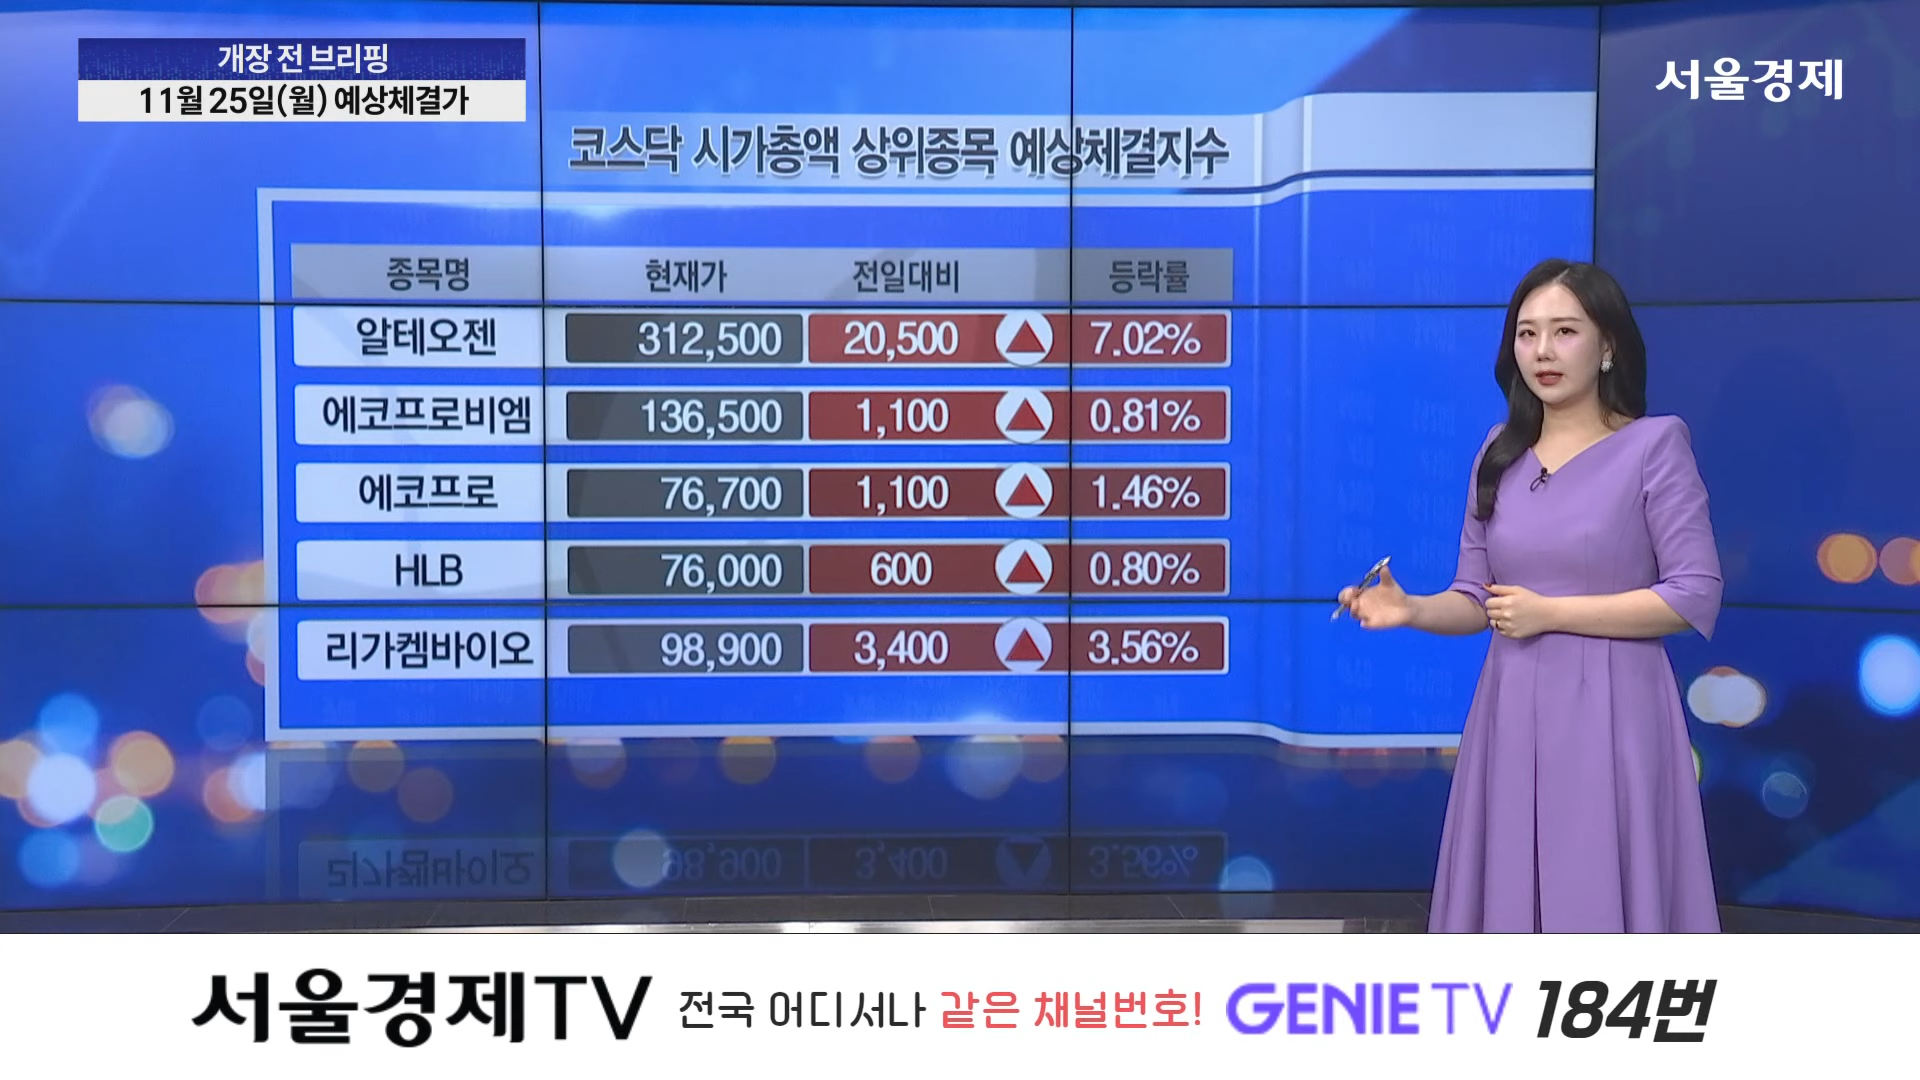 개장 전 브리핑
11월 25일(월) 예상체결가
서울경제
코스닥 시가총액 상위종목 예상체결지수
종목명 현재가 전일대비 등락률
알테오젠 312,500 20,500 7.02%
에코프로비엠 136,500 1,100 0.81%
에코프로 76,700 1,100 1.46%
HLB 76,000 600 0.80%
리가켐바이오 98,900 3,400 3.56%
서울경제TV 전국 어디서나 같은 채널번호! GENIE TV 184번